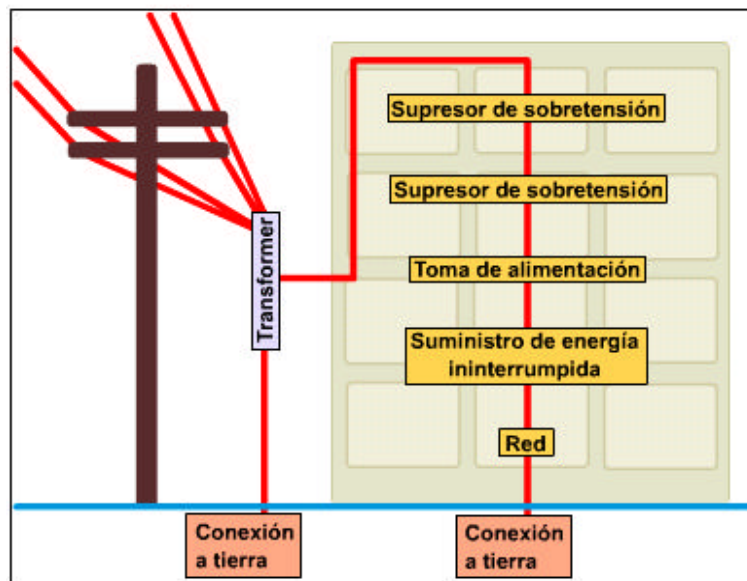 Supresor de sobretensión
Supresor de sobretensión
Transformer
Toma de alimentación
Suministro de energía
ininterrumpida
Red
Conexión
a tierra
Conexión
a tierra